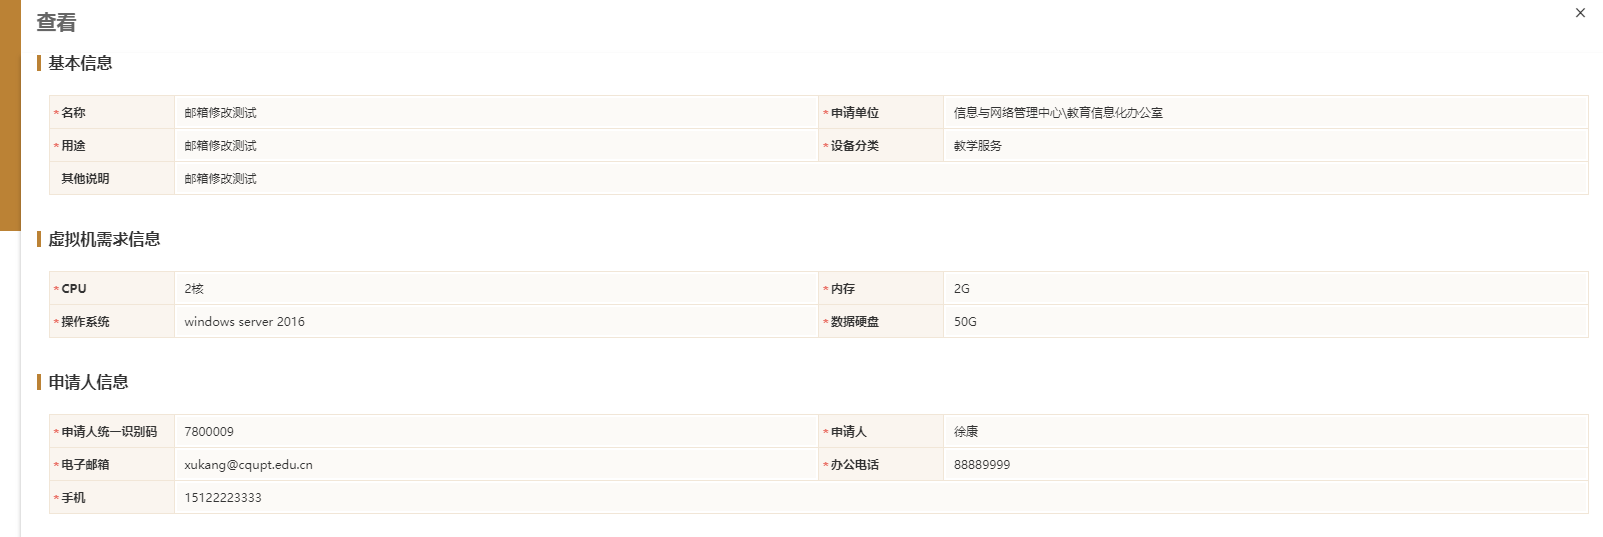 查看
×
基本信息
* 名称 邮箱修改测试 * 申请单位 信息与网络管理中心\教育信息化办公室
* 用途 邮箱修改测试 * 设备分类 教学服务
其他说明 邮箱修改测试
虚拟机需求信息
* CPU 2核 * 内存 2G
* 操作系统 windows server 2016 * 数据硬盘 50G
申请人信息
* 申请人统一识别码 7800009 * 申请人 徐康
* 电子邮箱 xukang@cqupt.edu.cn * 办公电话 88889999
* 手机 15122223333